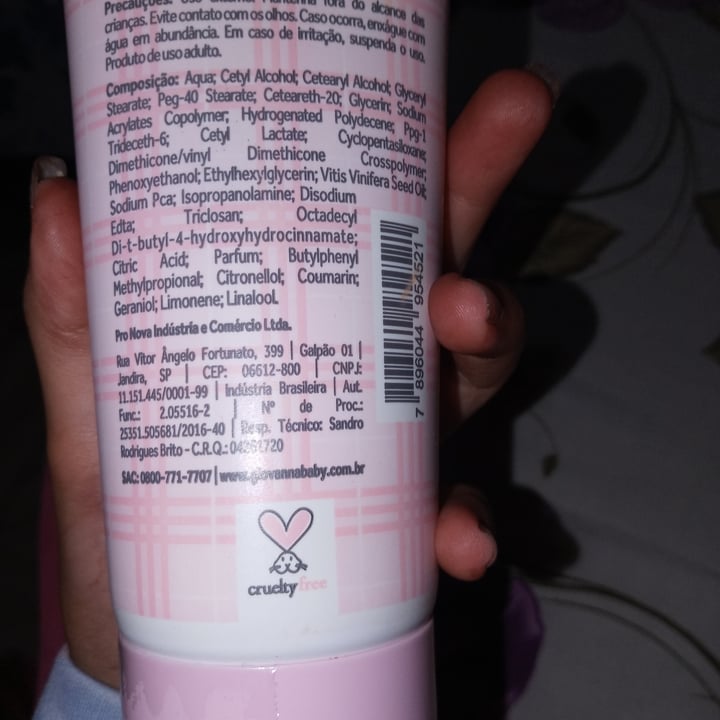 Precauções: Uso externo. Mantenha fora do alcance das
crianças. Evite contato com os olhos. Caso ocorra, enxágue com
água em abundância. Em caso de irritação, suspenda o uso.
Produto de uso adulto.
Composição: Aqua; Cetyl Alcohol; Cetearyl Alcohol; Glyceryl
Stearate; Peg-40 Stearate; Ceteareth-20; Glycerin; Sodium
Acrylates Copolymer; Hydrogenated Polydecene; Ppg-1
Trideceth-6; Cetyl Lactate; Cyclopentasiloxane;
Dimethicone/vinyl Dimethicone Crosspolymer;
Phenoxyethanol; Ethylhexylglycerin; Vitis Vinifera Seed Oil;
Sodium Pca; Isopropanolamine; Disodium
Edta; Triclosan; Octadecyl
Di-t-butyl-4-hydroxyhydrocinnamate;
Citric Acid; Parfum; Butylphenyl
Methylpropional; Citronellol; Coumarin;
Geraniol; Limonene; Linalool.
Pro Nova Indústria e Comércio Ltda.
Rua Vitor Ângelo Fortunato, 399 | Galpão 01 |
Jandira, SP | CEP: 06612-800 | CNPJ:
11.151.445/0001-99 | Indústria Brasileira | Aut.
Func.: 2.05516-2 | Nº de Proc.:
25351.505681/2016-40 | Resp. Técnico: Sandro
Rodrigues Brito - C.R.Q.:
SAC: 0800-771-7707 | www.giovannababy.com.br
7 896044 954521
crueltyfree